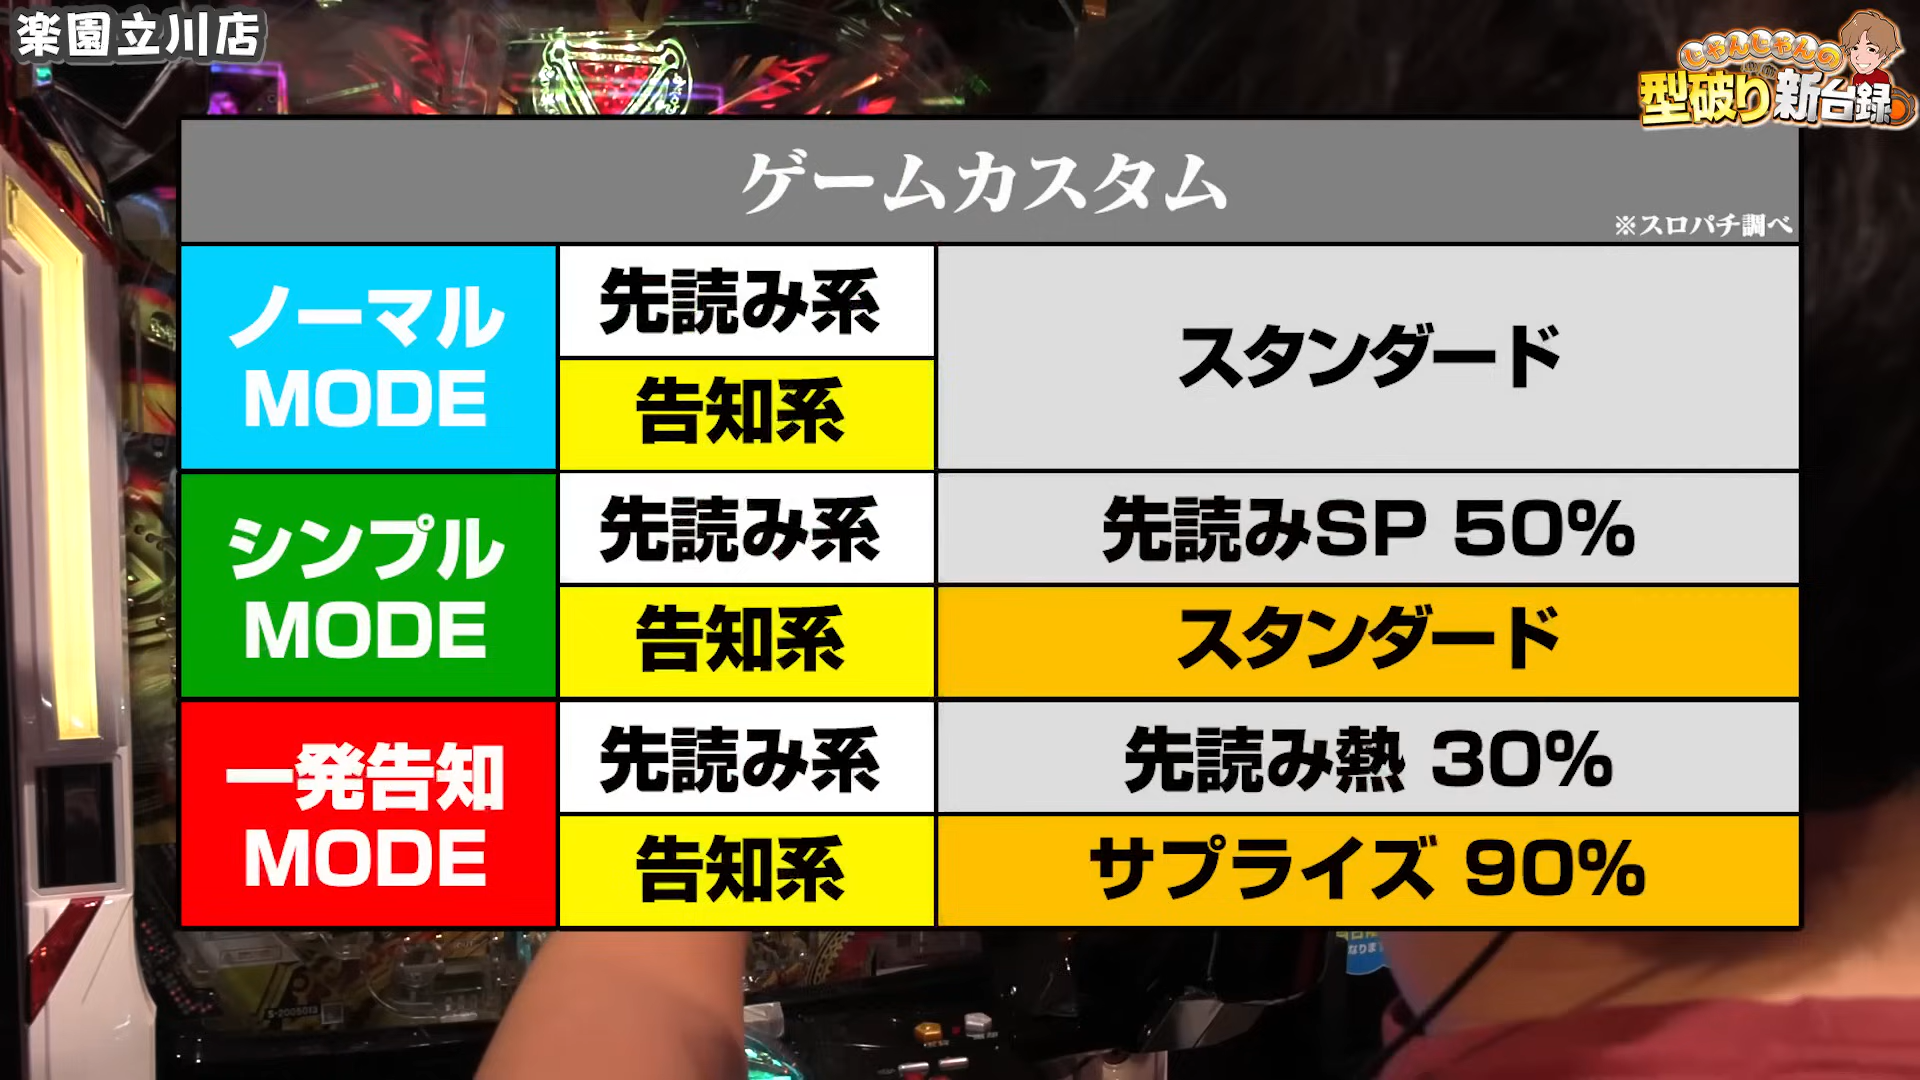 楽園立川店
じゃんじゃんの
型破り新台録
ゲームカスタム
※スロパチ調べ
ノーマル
MODE
先読み系
告知系
スタンダード
シンプル
MODE
先読み系
先読みSP 50%
告知系
スタンダード
一発告知
MODE
先読み系
先読み熱 30%
告知系
サプライズ 90%